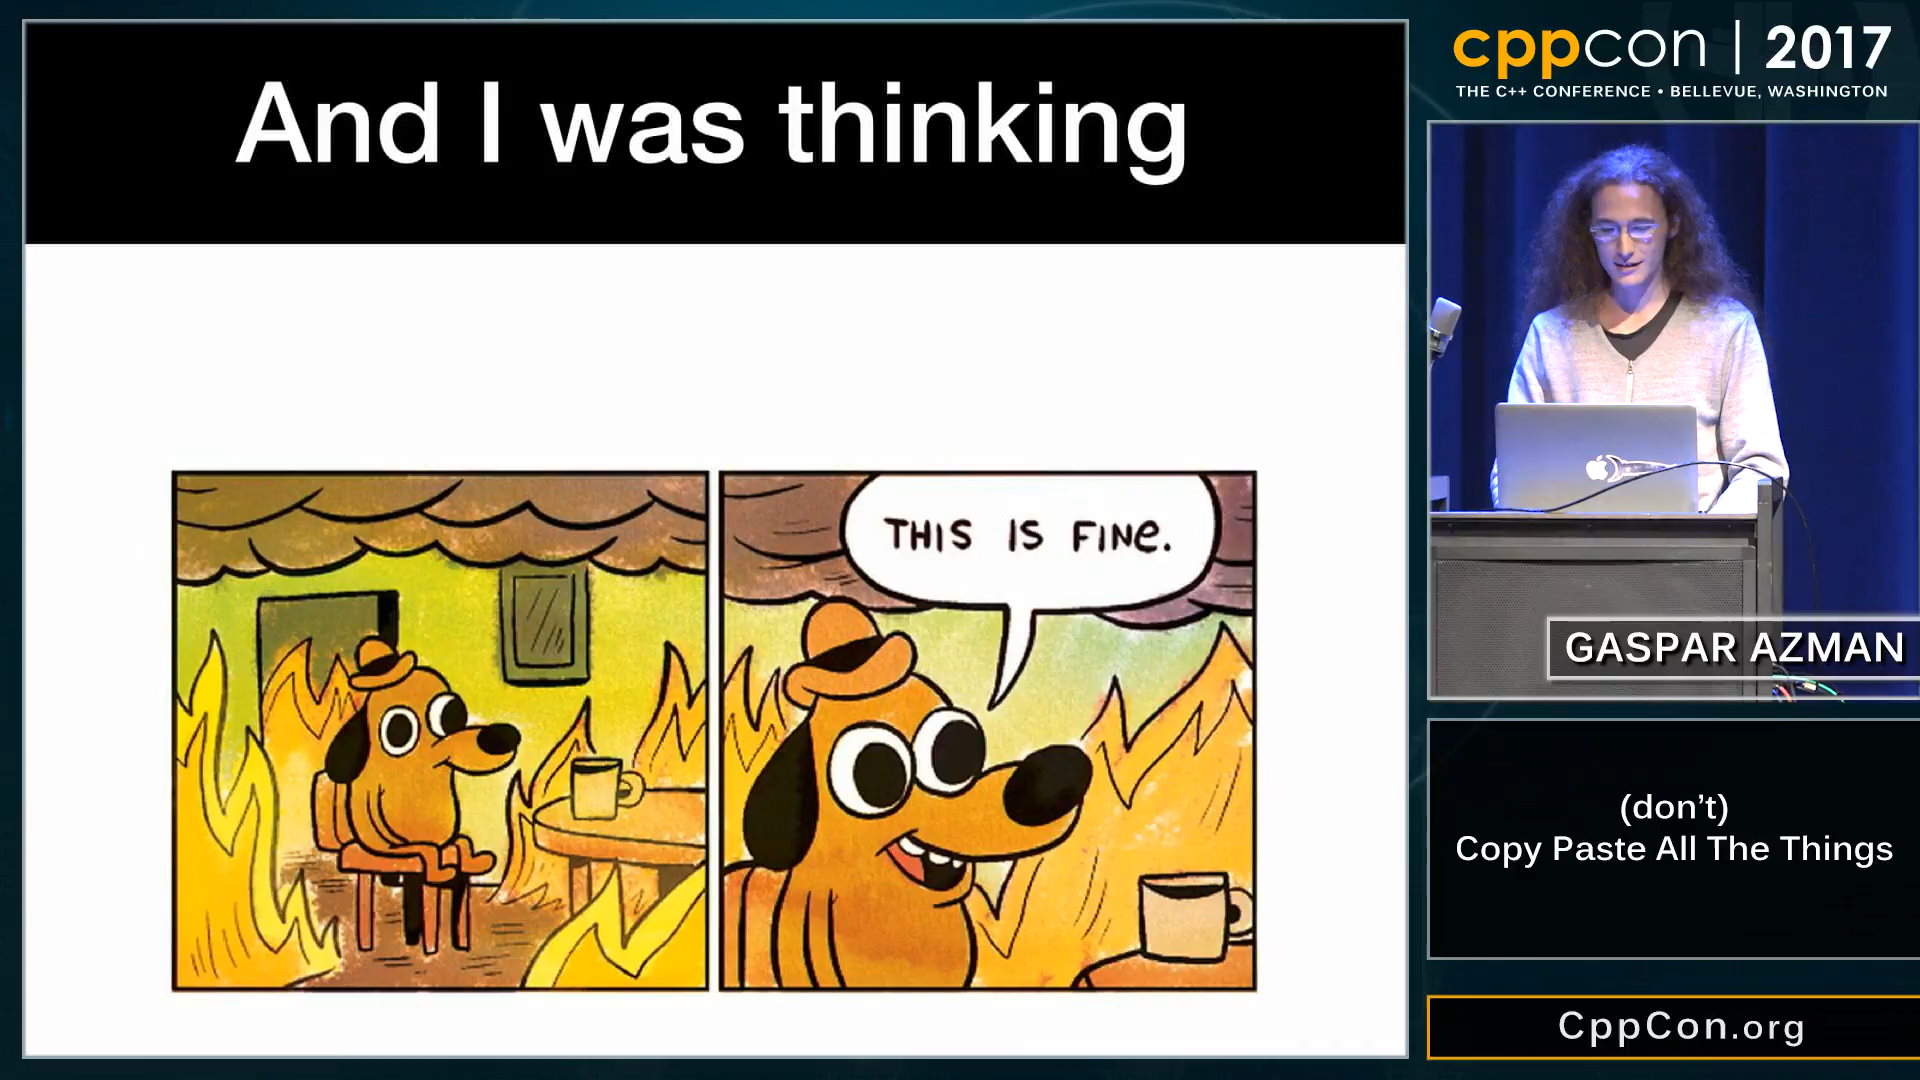 And I was thinking
THIS IS FINE.
cppcon | 2017
THE C++ CONFERENCE • BELLEVUE, WASHINGTON
GASPAR AZMAN
(don’t)
Copy Paste All The Things
CppCon.org